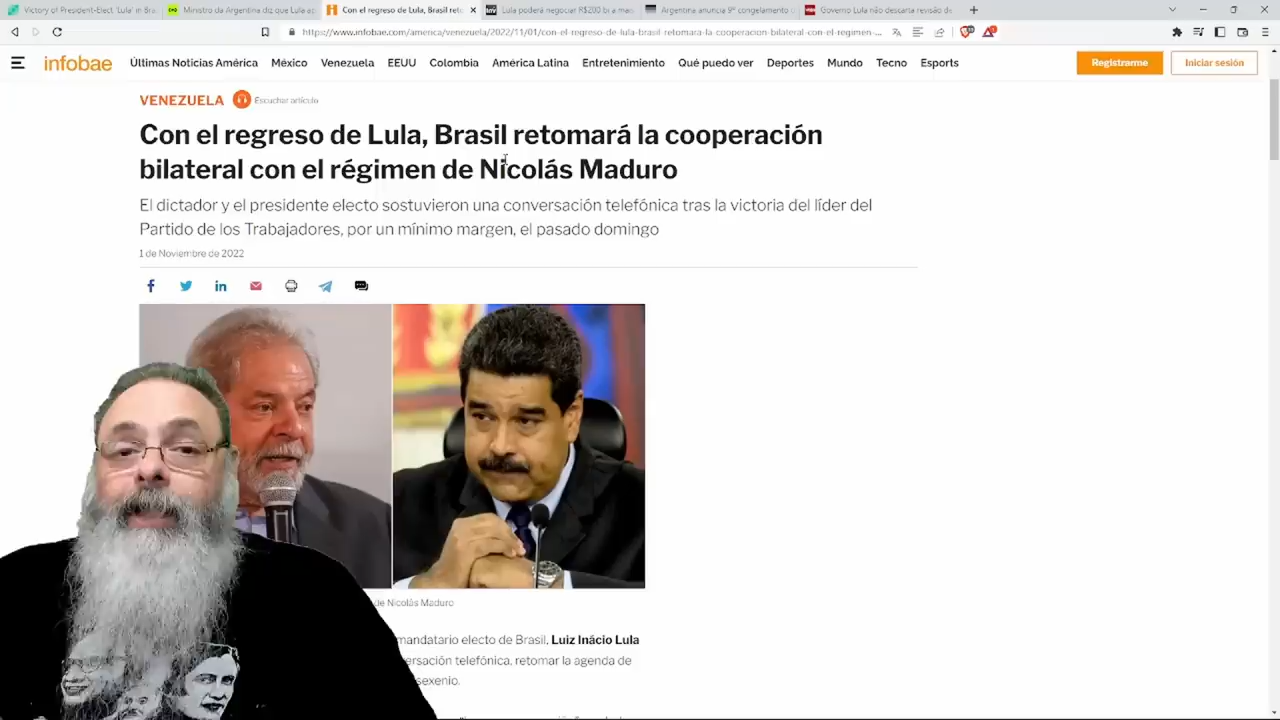 Victory of President-Elect 'Lula' in Bra
Ministro da Argentina diz que Lula ap
Con el regreso de Lula, Brasil reto
Lula poderá negociar R$200 bi a mais
Argentina anuncia 9º congelamento d
Governo Lula não descarta revisão de
https://www.infobae.com/america/venezuela/2022/11/01/con-el-regreso-de-lula-brasil-retomara-la-cooperacion-bilateral-con-el-regimen-...
infobae
Últimas Noticias América México Venezuela EEUU Colombia América Latina Entretenimiento Qué puedo ver Deportes Mundo Tecno Esports
Registrarme
Iniciar sesión
VENEZUELA
Escuchar artículo
Con el regreso de Lula, Brasil retomará la cooperación
bilateral con el régimen de Nicolás Maduro
El dictador y el presidente electo sostuvieron una conversación telefónica tras la victoria del líder del
Partido de los Trabajadores, por un mínimo margen, el pasado domingo
1 de Noviembre de 2022
de Nicolás Maduro
mandatario electo de Brasil, Luiz Inácio Lula
ersación telefónica, retomar la agenda de
sexenio.